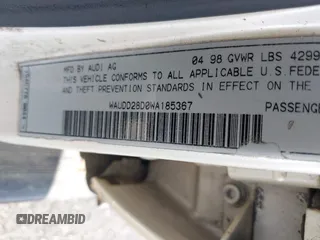 MFD BY AUDI AG 04 98 GVWR LBS 4299
THIS VEHICLE CONFORMS TO ALL APPLICABLE U.S. FEDE
AND THEFT PREVENTION STANDARDS IN EFFECT ON THE
WAUDD28D0WA185367 PASSENGE
DREAMBID